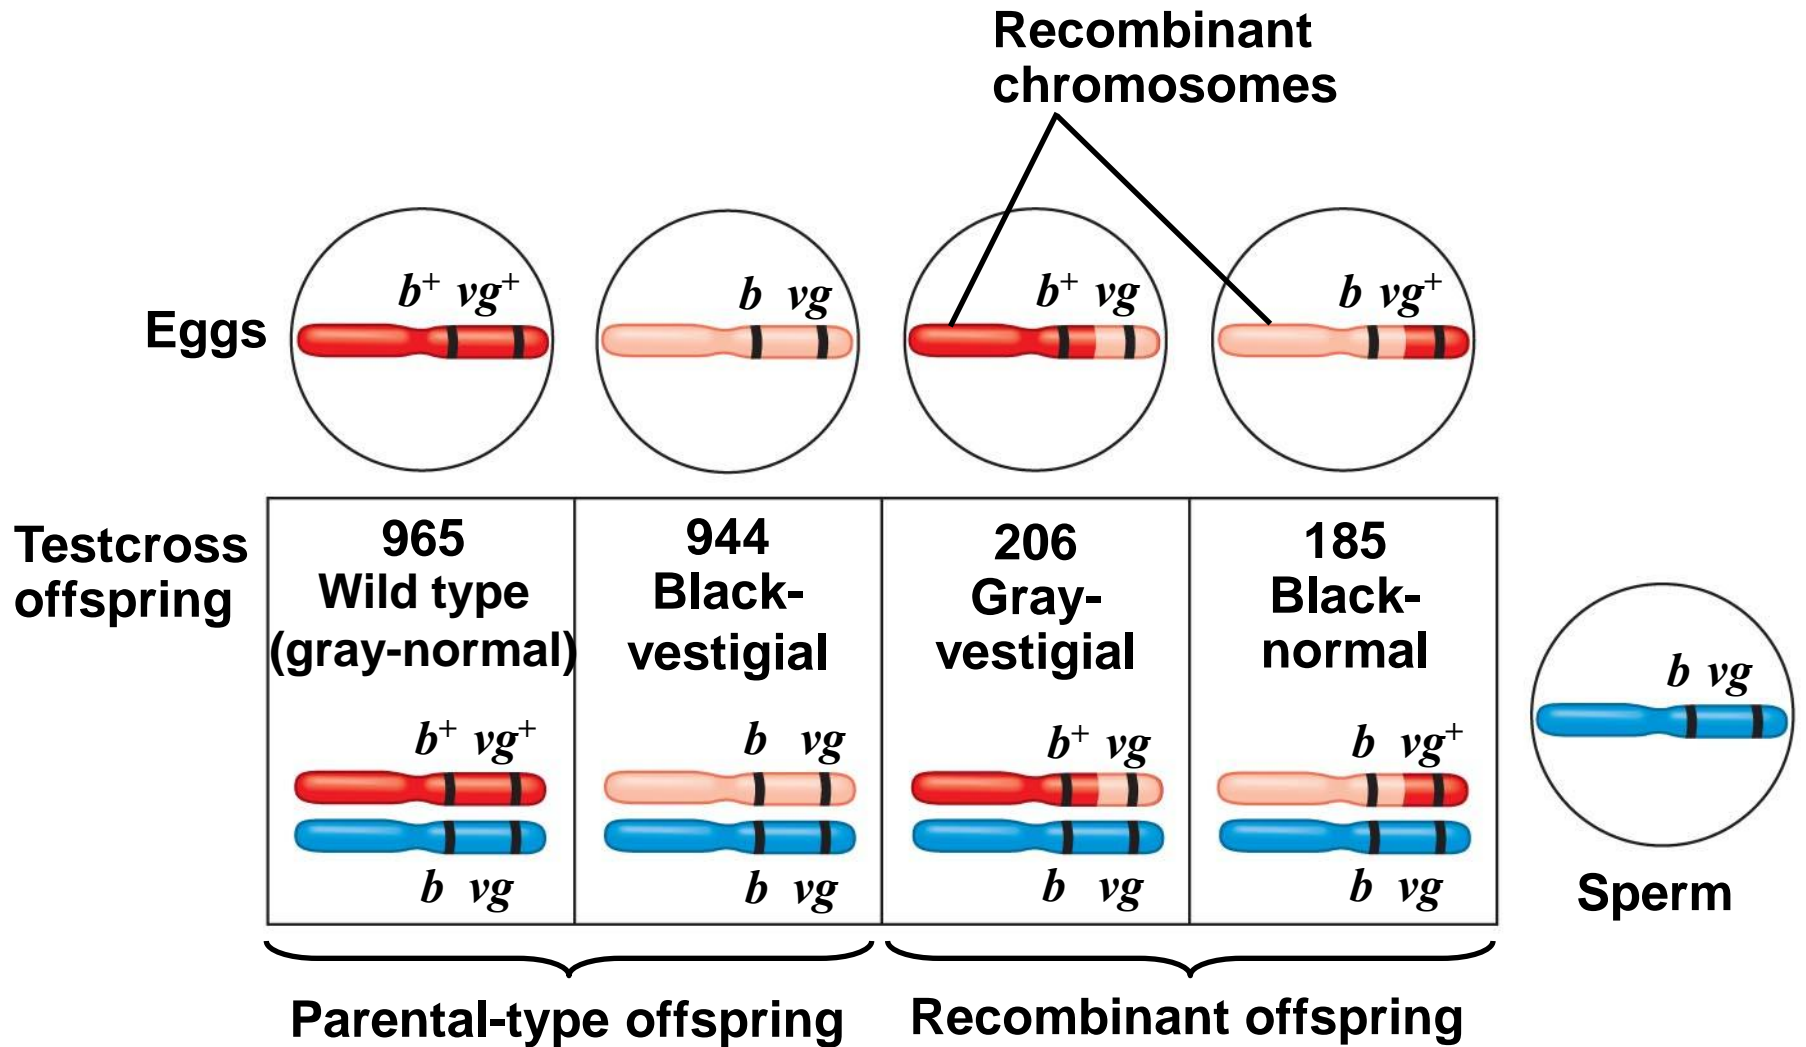 Recombinant
chromosomes
b+ vg+
b vg
b+ vg
b vg+
Eggs
Testcross
offspring
965
Wild type
(gray-normal)
944
Black-
vestigial
206
Gray-
vestigial
185
Black-
normal
b+ vg+
b vg
b+ vg
b vg+
b vg
b vg
b vg
b vg
b vg
Sperm
Parental-type offspring
Recombinant offspring